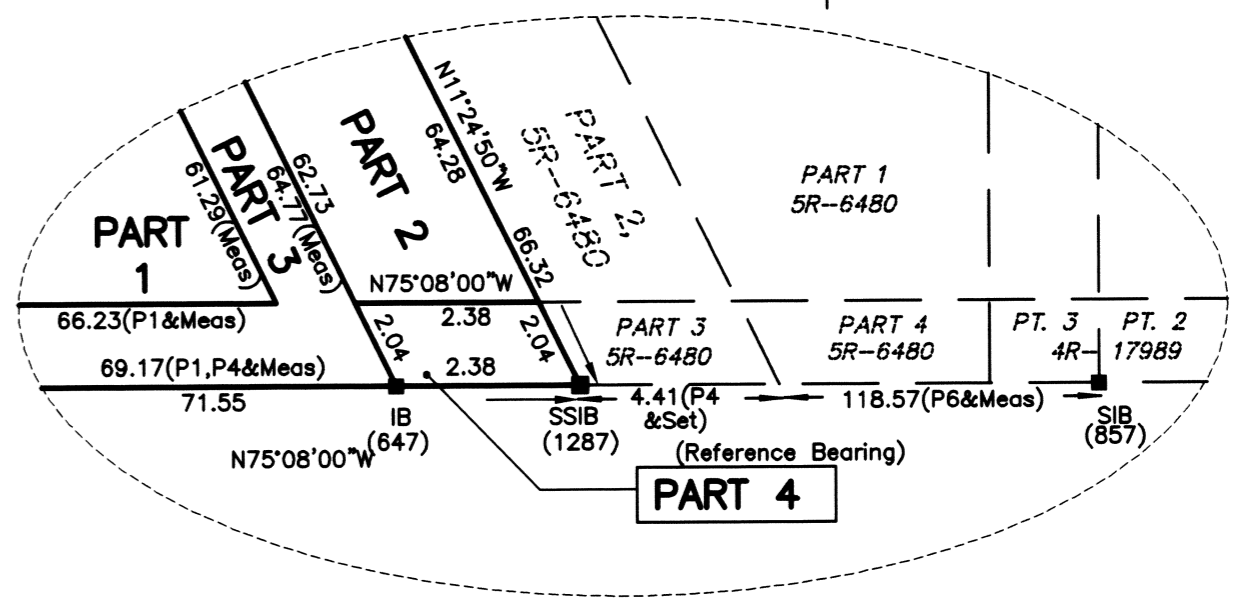 PART
1
66.23(P1&Meas)
61.29(Meas)
PART 3
62.73
64.77(Meas)
PART 2
N11°24'50"W
64.28
66.32
PART 2,
5R--6480
PART 1
5R--6480
N75°08'00"W
2.38
2.04
2.04
2.38
69.17(P1,P4&Meas)
71.55
IB
(647)
N75°08'00"W
SSIB
(1287)
PART 3
5R--6480
PART 4
5R--6480
PT. 3
PT. 2
4R--17989
4.41(P4
&Set)
118.57(P6&Meas)
SIB
(857)
(Reference Bearing)
PART 4